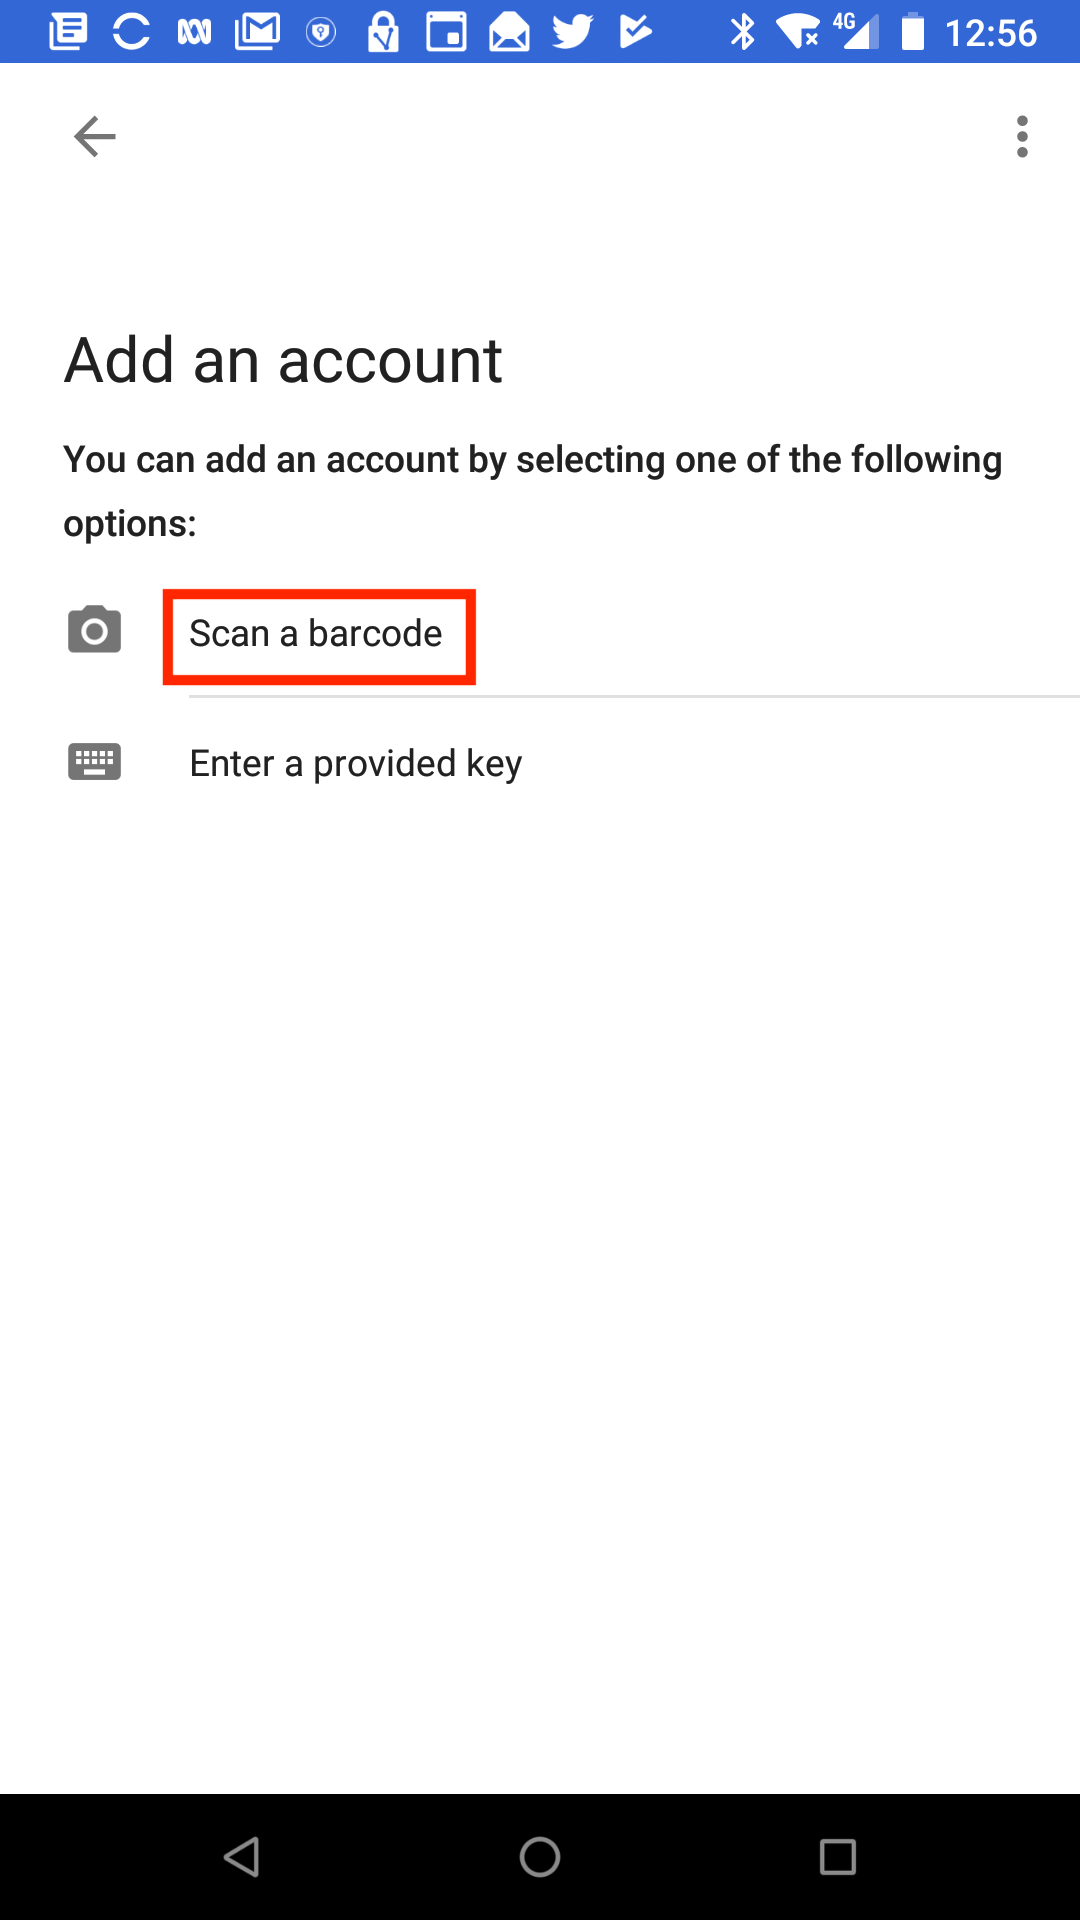 4G 12:56
Add an account
You can add an account by selecting one of the following
options:
Scan a barcode
Enter a provided key